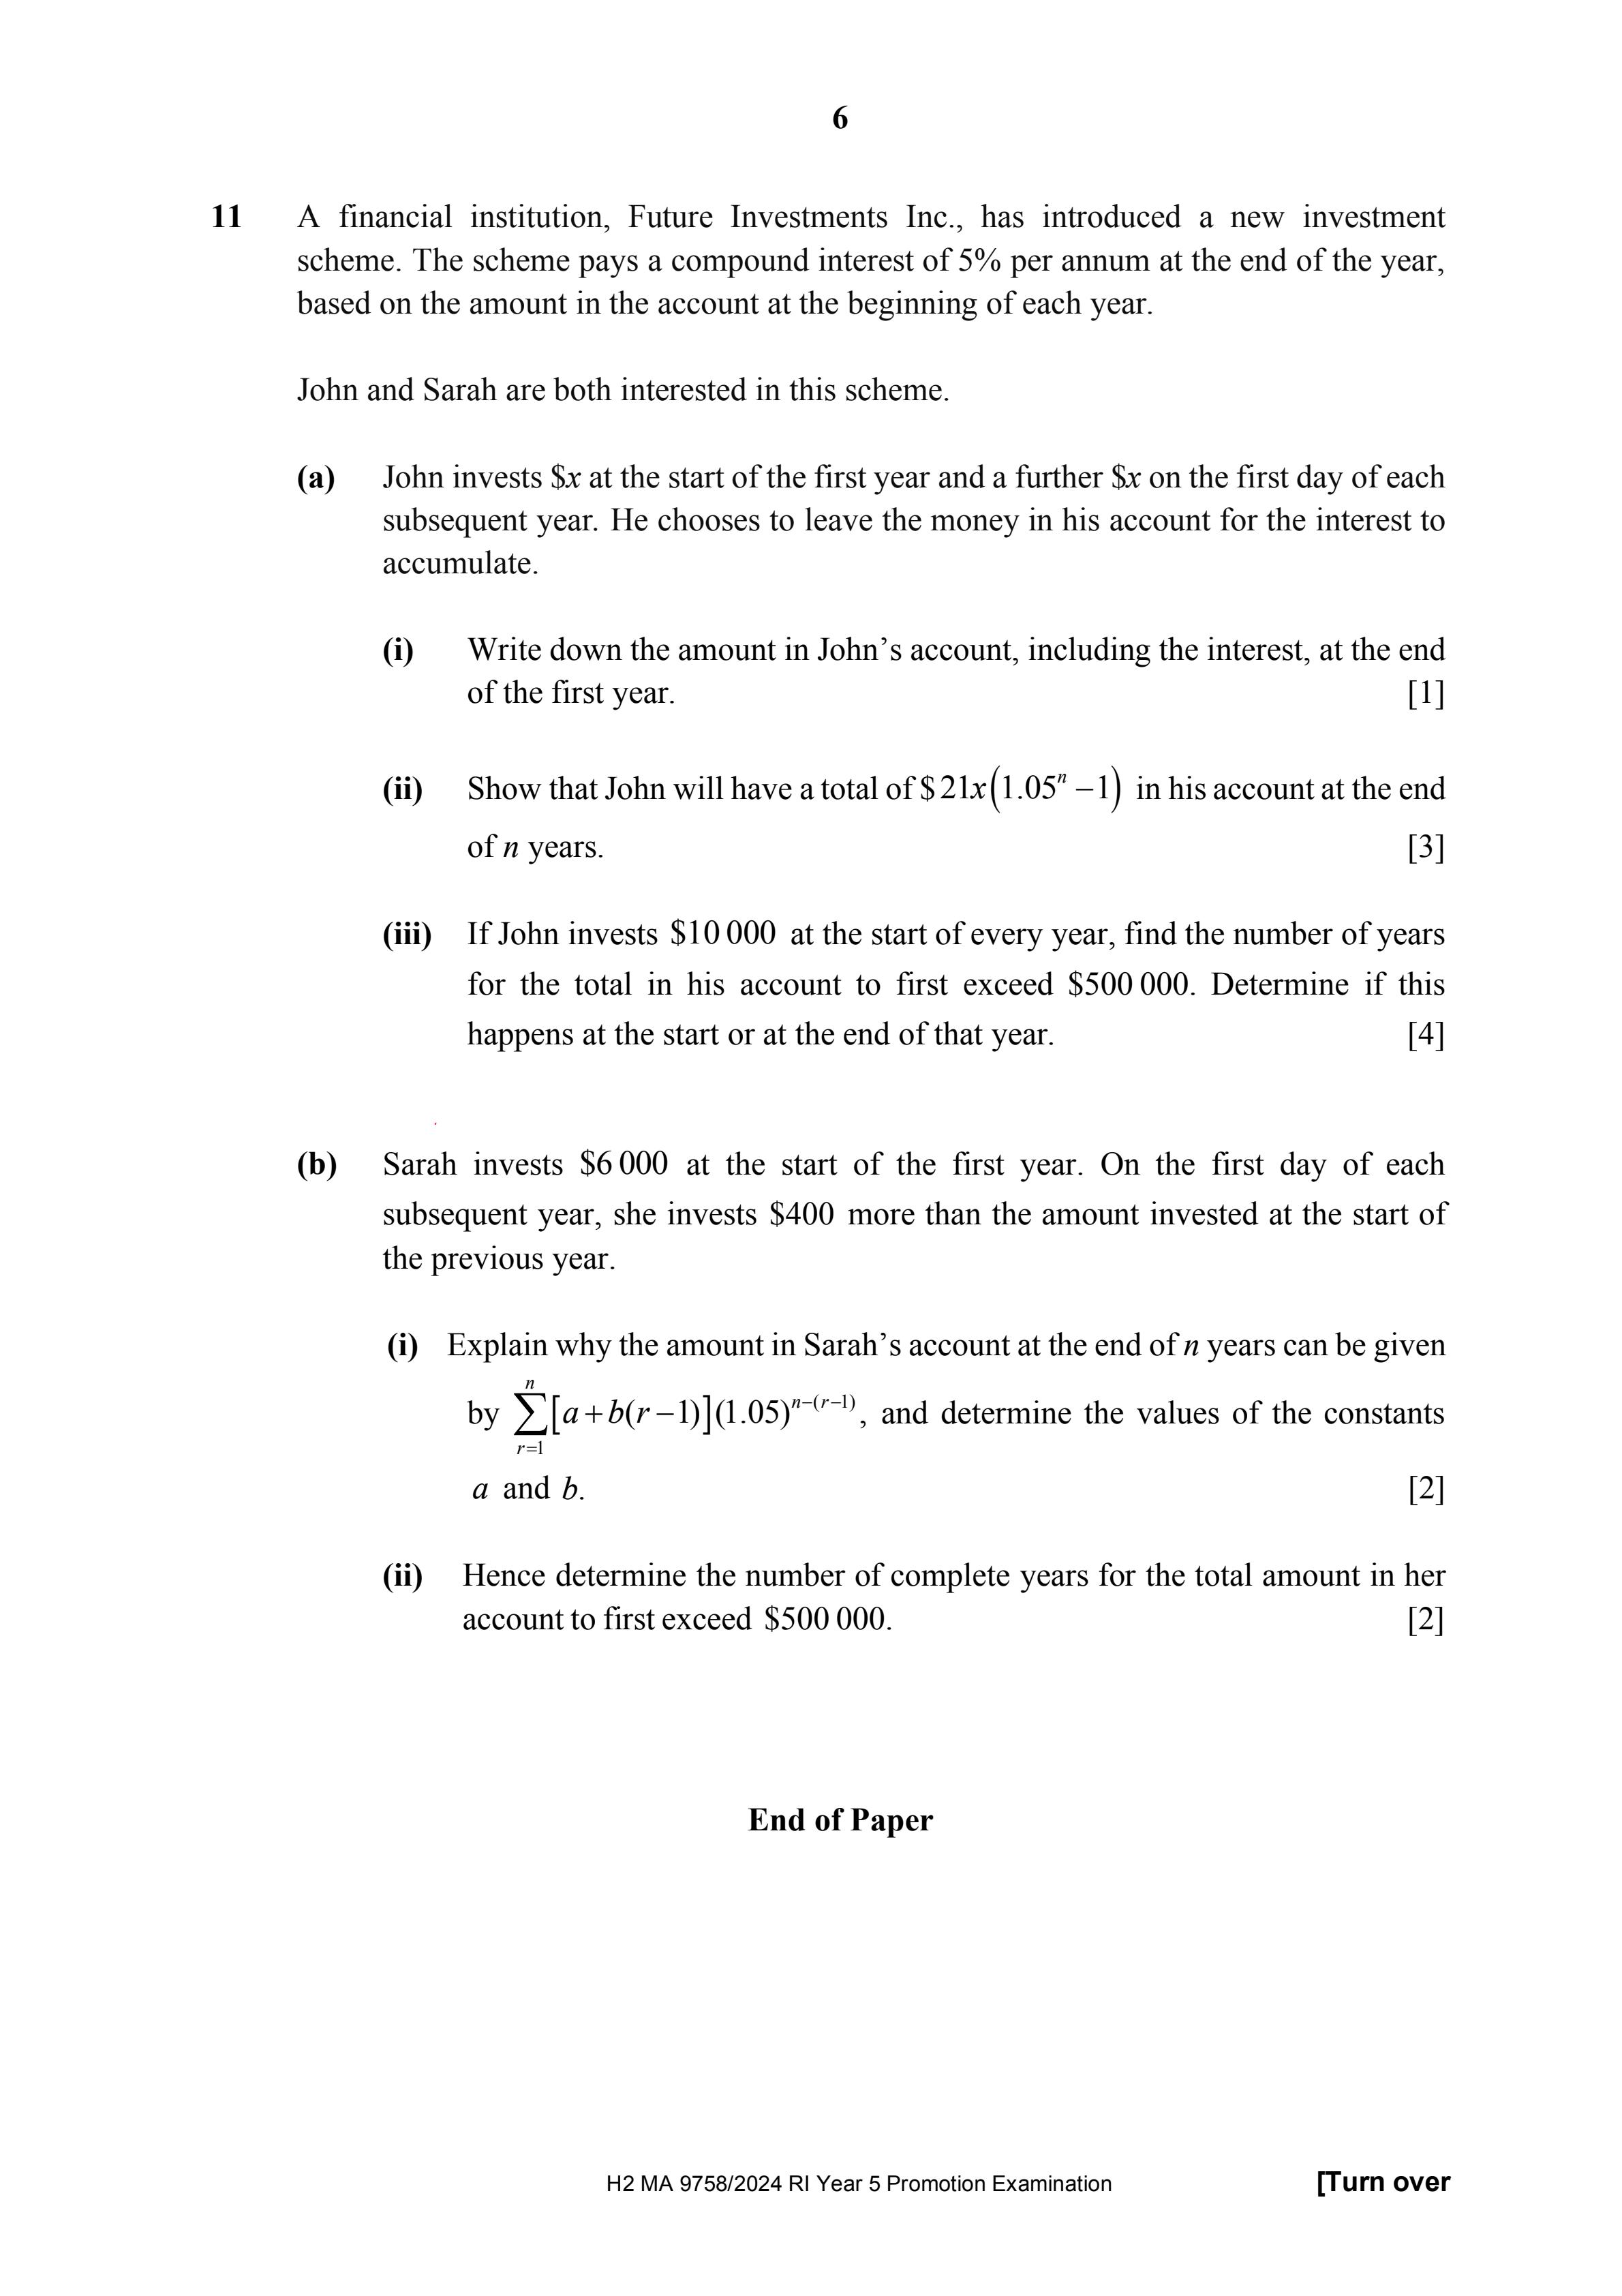 6
11 A financial institution, Future Investments Inc., has introduced a new investment
scheme. The scheme pays a compound interest of 5% per annum at the end of the year,
based on the amount in the account at the beginning of each year.
John and Sarah are both interested in this scheme.
(a) John invests $x at the start of the first year and a further $x on the first day of each
subsequent year. He chooses to leave the money in his account for the interest to
accumulate.
(i) Write down the amount in John’s account, including the interest, at the end
of the first year. [1]
(ii) Show that John will have a total of $21x(1.05ⁿ − 1) in his account at the end
of n years. [3]
(iii) If John invests $10 000 at the start of every year, find the number of years
for the total in his account to first exceed $500 000. Determine if this
happens at the start or at the end of that year. [4]
(b) Sarah invests $6 000 at the start of the first year. On the first day of each
subsequent year, she invests $400 more than the amount invested at the start of
the previous year.
(i) Explain why the amount in Sarah’s account at the end of n years can be given
by $\sum_{r=1}^{n}[a+b(r-1)](1.05)^{n-(r-1)}$, and determine the values of the constants
a and b. [2]
(ii) Hence determine the number of complete years for the total amount in her
account to first exceed $500 000. [2]
End of Paper
H2 MA 9758/2024 RI Year 5 Promotion Examination [Turn over